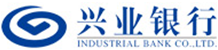 兴业银行
INDUSTRIAL BANK CO.,LTD.